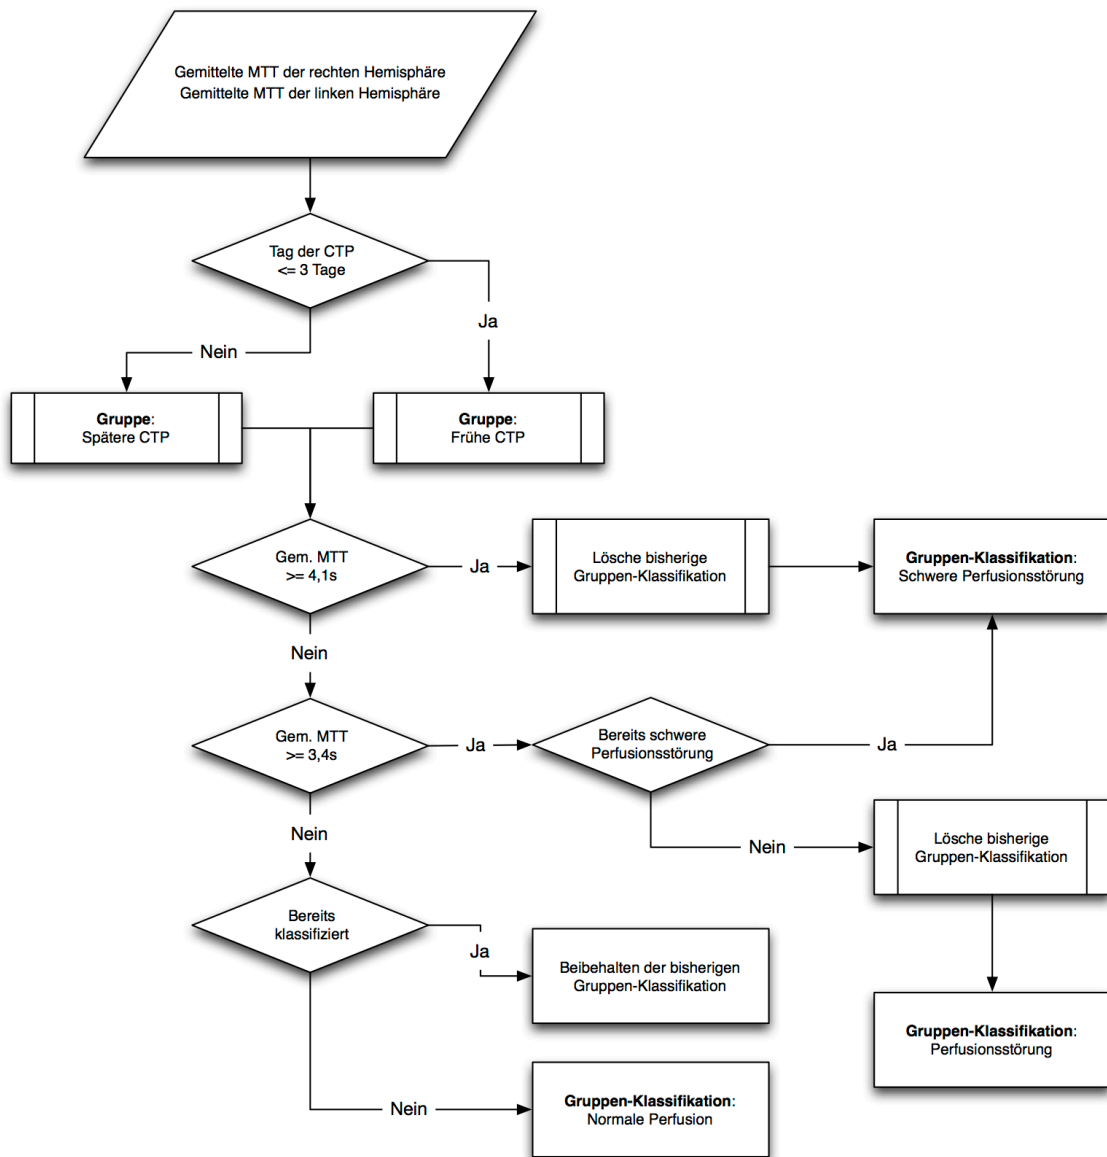 Gemittelte MTT der rechten Hemisphäre
Gemittelte MTT der linken Hemisphäre
Tag der CTP
<= 3 Tage
Ja
Nein
Gruppe:
Spätere CTP
Gruppe:
Frühe CTP
Gem. MTT
>= 4,1s
Ja
Lösche bisherige
Gruppen-Klassifikation
Gruppen-Klassifikation:
Schwere Perfusionsstörung
Nein
Gem. MTT
>= 3,4s
Ja
Bereits schwere
Perfusionsstörung
Ja
Nein
Lösche bisherige
Gruppen-Klassifikation
Nein
Bereits
klassifiziert
Ja
Beibehalten der bisherigen
Gruppen-Klassifikation
Gruppen-Klassifikation:
Perfusionsstörung
Nein
Gruppen-Klassifikation:
Normale Perfusion